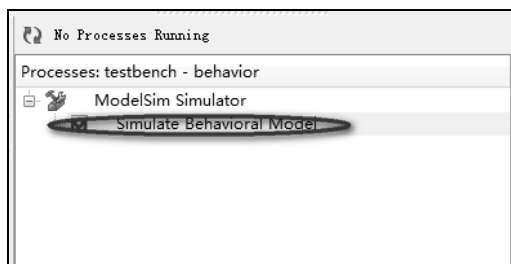 No Processes Running
Processes: testbench - behavior
ModelSim Simulator
Simulate Behavioral Model